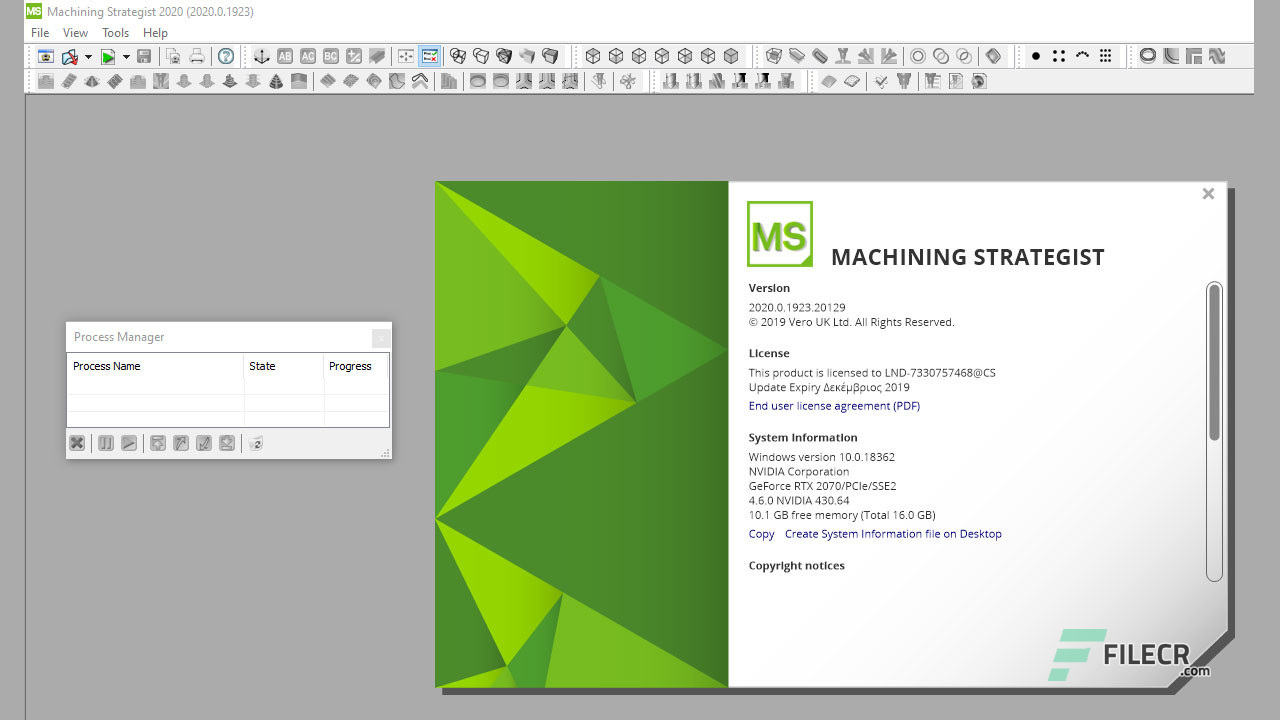 MS Machining Strategist 2020 (2020.0.1923)
File View Tools Help
AB AC BC
Process Manager
Process Name State Progress
MS
MACHINING STRATEGIST
Version
2020.0.1923.20129
© 2019 Vero UK Ltd. All Rights Reserved.
License
This product is licensed to LND-7330757468@CS
Update Expiry Δεκέμβριος 2019
End user license agreement (PDF)
System Information
Windows version 10.0.18362
NVIDIA Corporation
GeForce RTX 2070/PCIe/SSE2
4.6.0 NVIDIA 430.64
10.1 GB free memory (Total 16.0 GB)
Copy Create System Information file on Desktop
Copyright notices
FILECR
.com